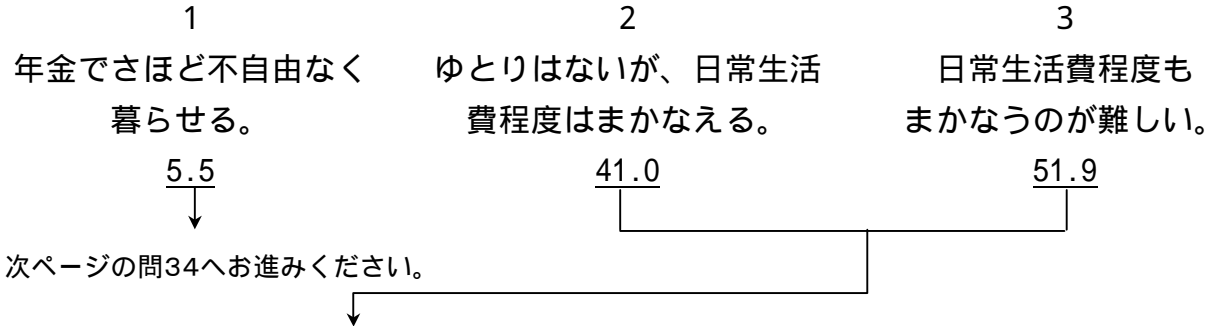 1 2 3
年金でさほど不自由なく ゆとりはないが、日常生活 日常生活費程度も
暮らせる。 費程度はまかなえる。 まかなうのが難しい。
5.5 41.0 51.9
次ページの問34へお進みください。